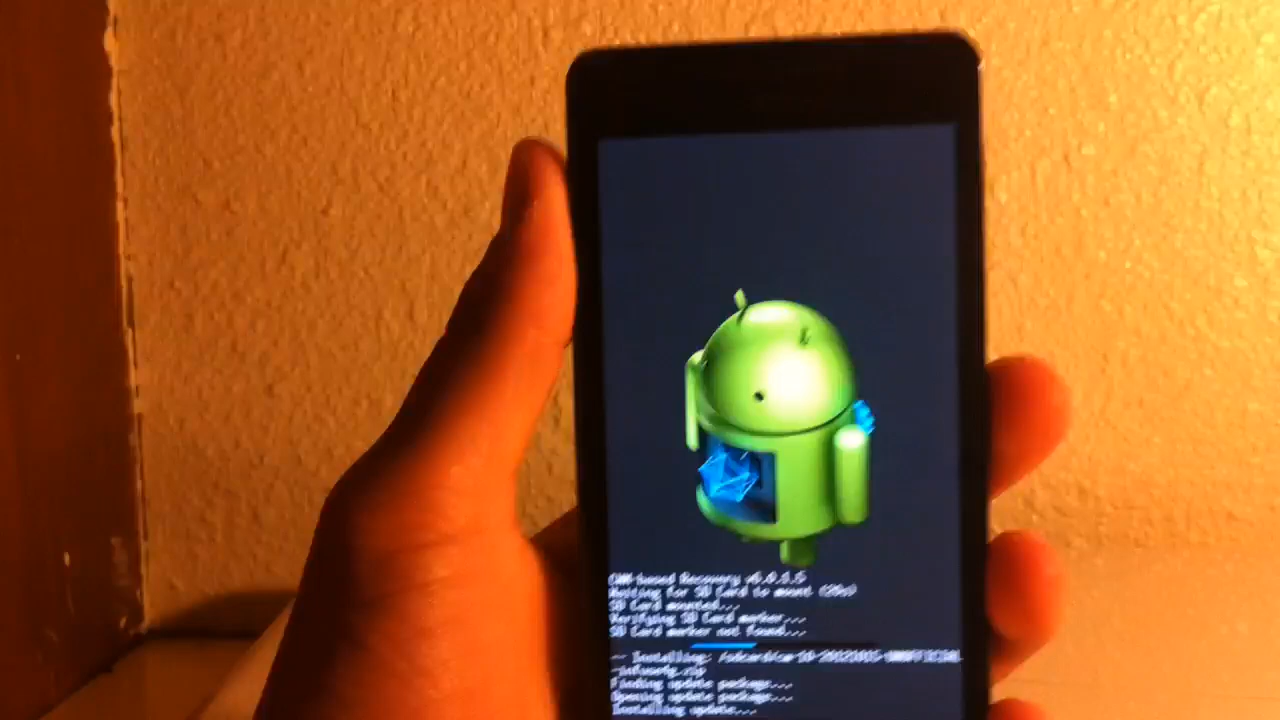 CWM-based Recovery v6.0.1.5
Waiting for SD Card to mount (20s)
SD Card mounted...
Verifying SD Card marker...
SD Card marker not found...
-- Installing:
Finding update package...
Opening update package...
Installing update...